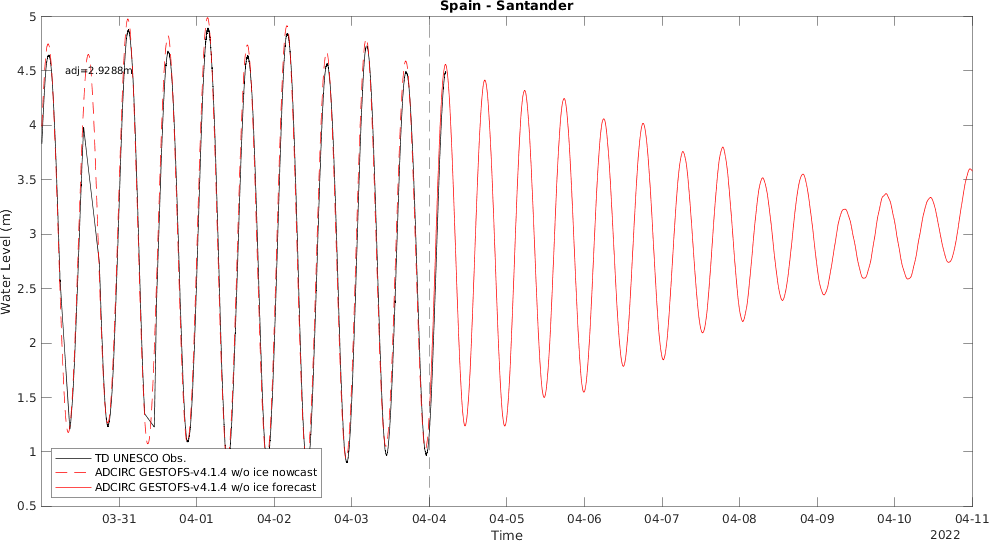 Spain - Santander
5
4.5
4
3.5
3
2.5
2
1.5
1
0.5
Water Level (m)
adj=2.9288m
TD UNESCO Obs.
ADCIRC GESTOFS-v4.1.4 w/o ice nowcast
ADCIRC GESTOFS-v4.1.4 w/o ice forecast
03-31 04-01 04-02 04-03 04-04 04-05 04-06 04-07 04-08 04-09 04-10 04-11
Time
2022